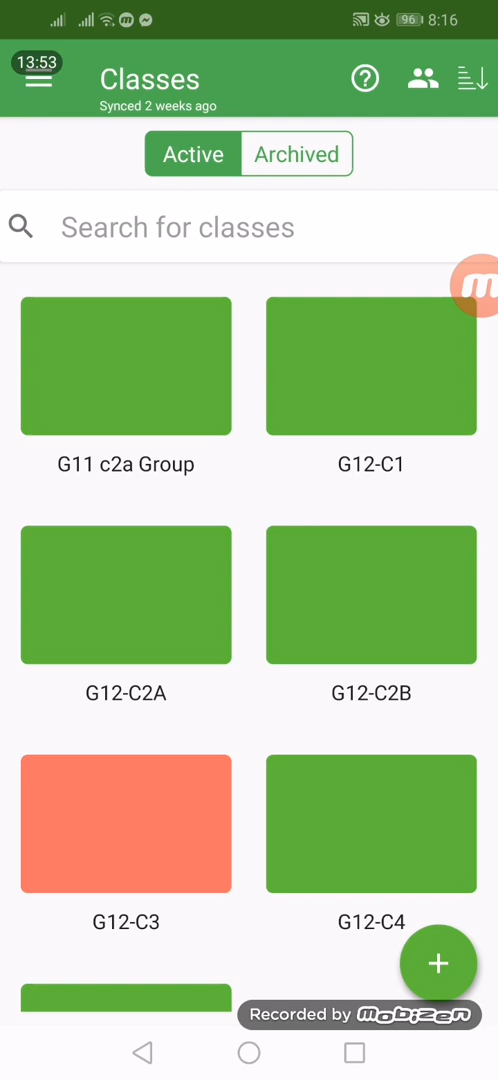 96 8:16
13:53
Classes
Synced 2 weeks ago
Active Archived
Search for classes
G11 c2a Group G12-C1
G12-C2A G12-C2B
G12-C3 G12-C4
Recorded by mobizen